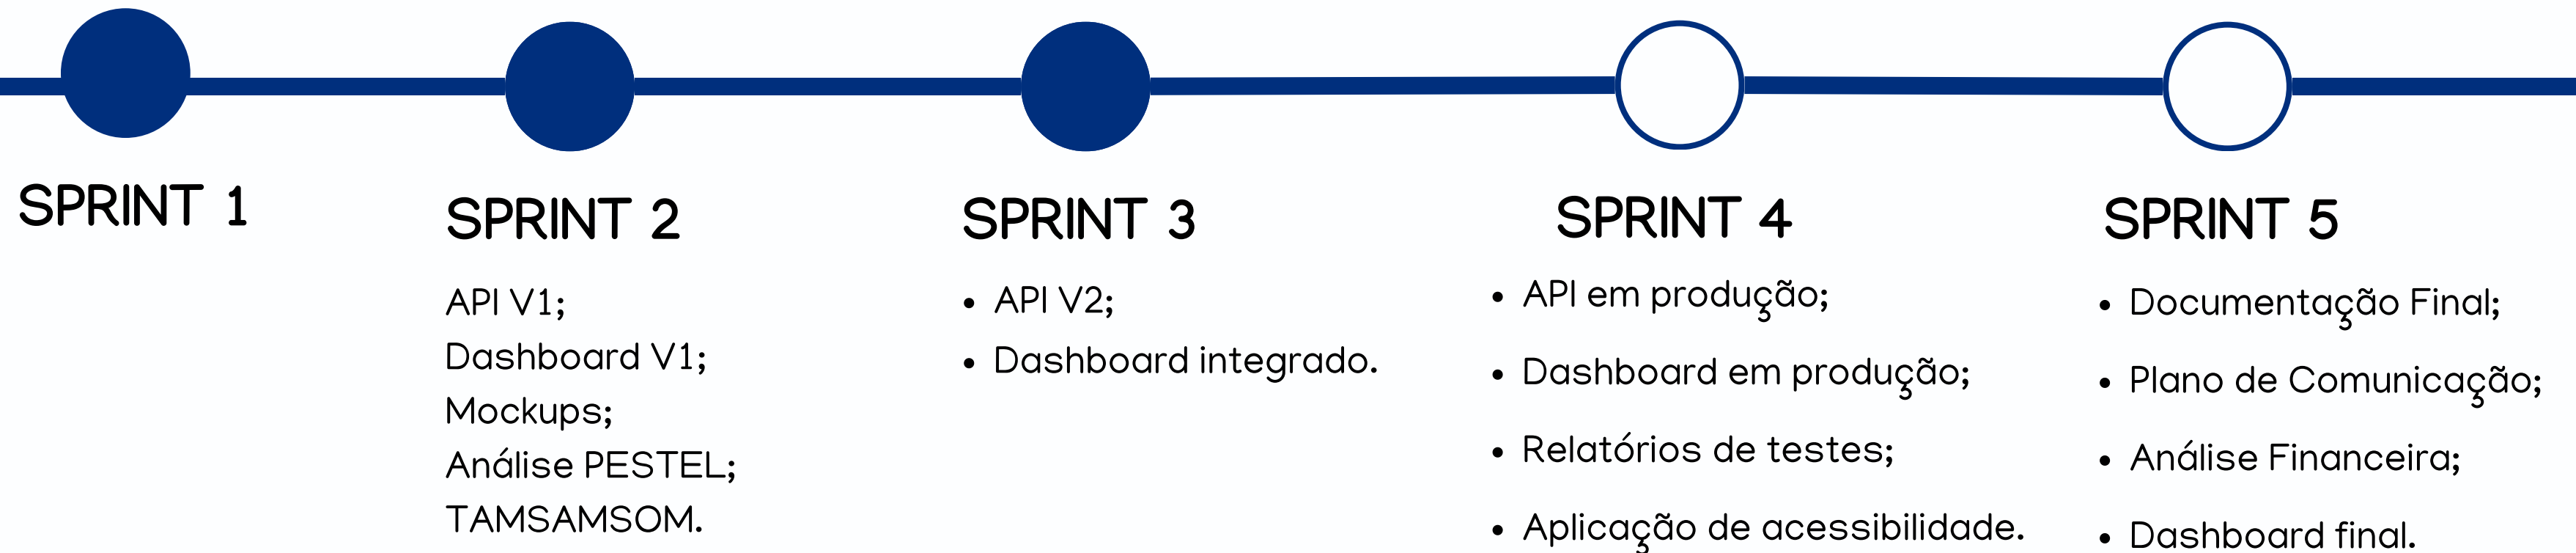 SPRINT 1
SPRINT 2
API V1;
Dashboard V1;
Mockups;
Análise PESTEL;
TAMSAMSOM.
SPRINT 3
• API V2;
• Dashboard integrado.
SPRINT 4
• API em produção;
• Dashboard em produção;
• Relatórios de testes;
• Aplicação de acessibilidade.
SPRINT 5
• Documentação Final;
• Plano de Comunicação;
• Análise Financeira;
• Dashboard final.